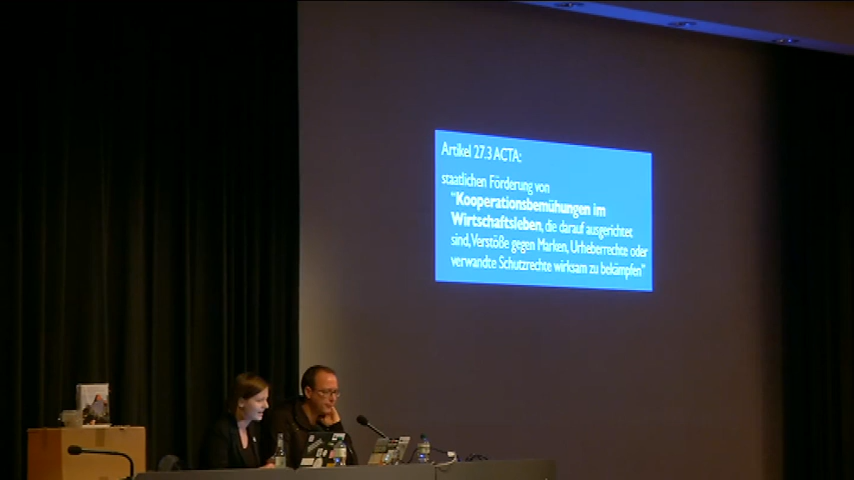 Artikel 27.3 ACTA:
staatlichen Förderung von
"Kooperationsbemühungen im
Wirtschaftsleben, die darauf ausgerichtet
sind, Verstöße gegen Marken, Urheberrechte oder
verwandte Schutzrechte wirksam zu bekämpfen"